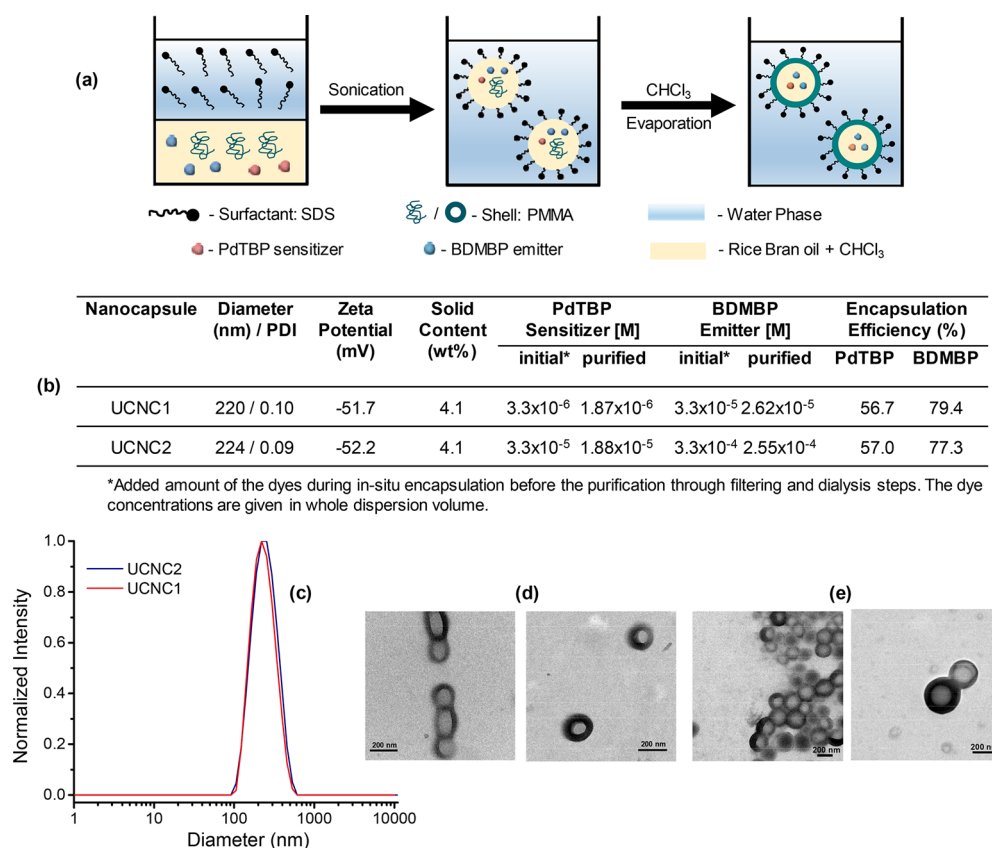 (a)
Sonication
CHCl₃
Evaporation
- Surfactant: SDS
/ - Shell: PMMA
- Water Phase
- PdTBP sensitizer
- BDMBP emitter
- Rice Bran oil + CHCl₃
(b)
Nanocapsule Diameter (nm) / PDI Zeta Potential (mV) Solid Content (wt%) PdTBP Sensitizer [M] BDMBP Emitter [M] Encapsulation Efficiency (%)
initial* purified initial* purified PdTBP BDMBP
UCNC1 220 / 0.10 -51.7 4.1 3.3x10⁻⁶ 1.87x10⁻⁶ 3.3x10⁻⁵ 2.62x10⁻⁵ 56.7 79.4
UCNC2 224 / 0.09 -52.2 4.1 3.3x10⁻⁵ 1.88x10⁻⁵ 3.3x10⁻⁴ 2.55x10⁻⁴ 57.0 77.3
*Added amount of the dyes during in-situ encapsulation before the purification through filtering and dialysis steps. The dye
concentrations are given in whole dispersion volume.
(c)
Normalized Intensity
1.0
0.8
0.6
0.4
0.2
0.0
UCNC2
UCNC1
1 10 100 1000 10000
Diameter (nm)
(d)
200 nm
200 nm
(e)
200 nm
200 nm